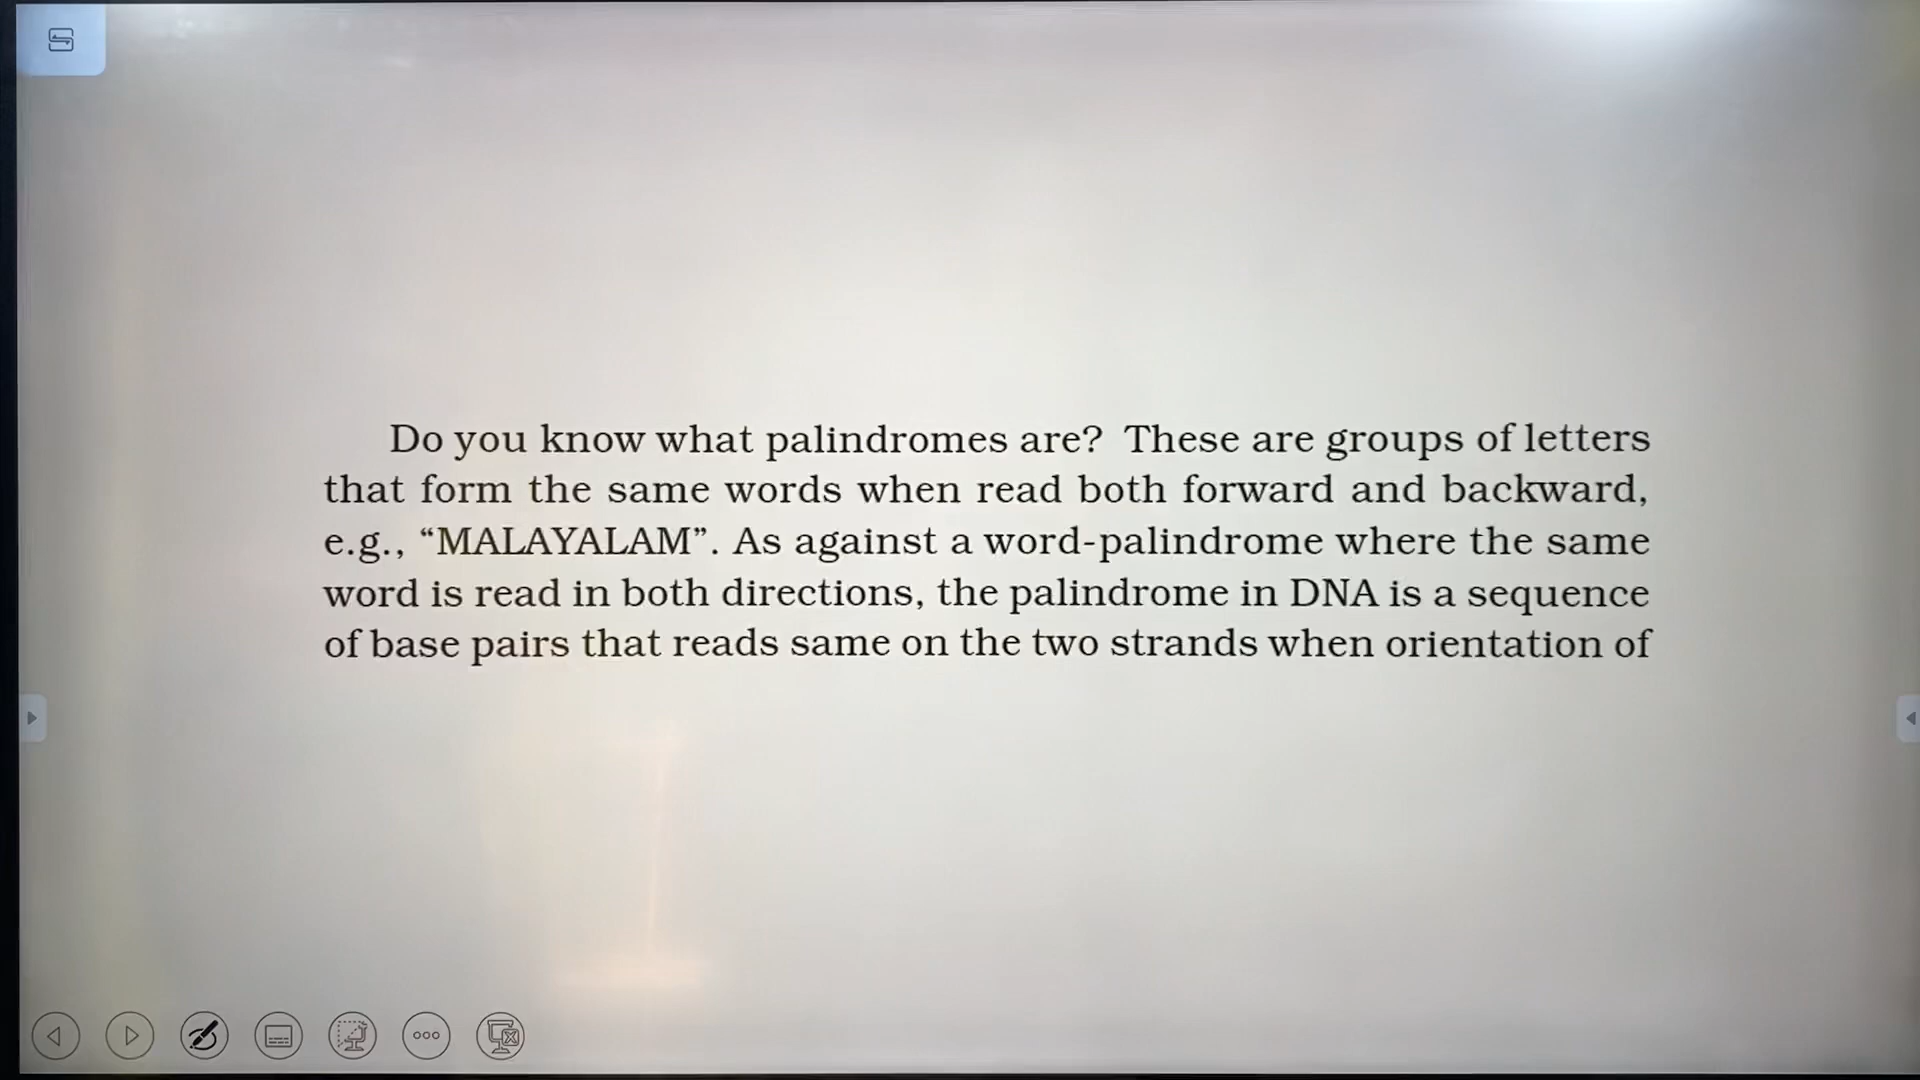 Do you know what palindromes are? These are groups of letters
that form the same words when read both forward and backward,
e.g., “MALAYALAM”. As against a word-palindrome where the same
word is read in both directions, the palindrome in DNA is a sequence
of base pairs that reads same on the two strands when orientation of